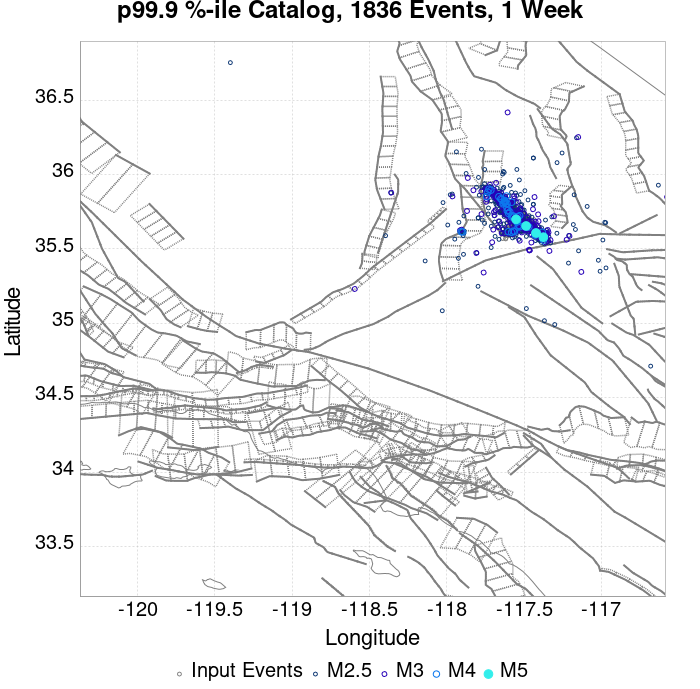 p99.9 %-ile Catalog, 1836 Events, 1 Week
36.5
36
35.5
35
34.5
34
33.5
Latitude
-120 -119.5 -119 -118.5 -118 -117.5 -117
Longitude
Input Events M2.5 M3 M4 M5